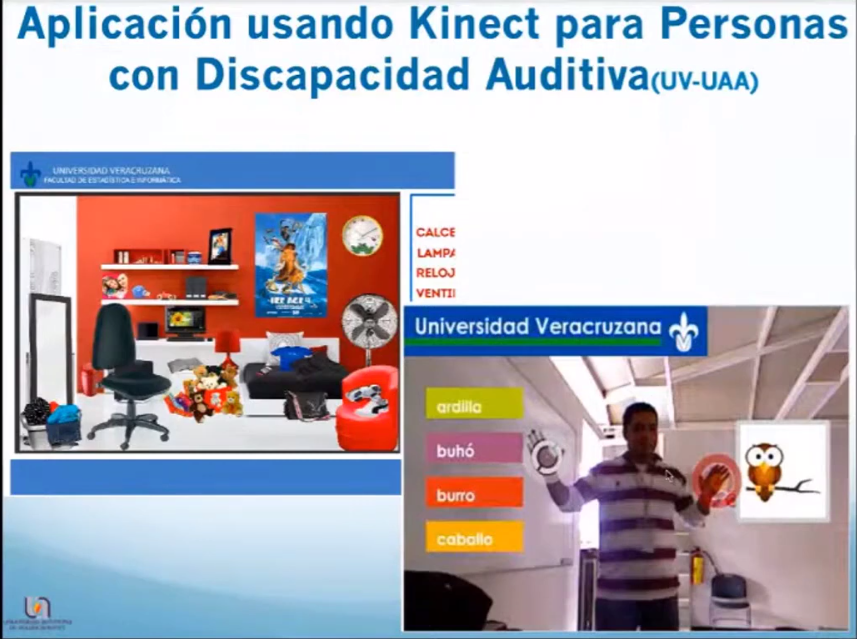 Aplicación usando Kinect para Personas
con Discapacidad Auditiva(UV-UAA)
UNIVERSIDAD VERACRUZANA
FACULTAD DE ESTADÍSTICA E INFORMÁTICA
ICE AGE 4
CALCE
LAMPA
RELOJ
VENTI
Universidad Veracruzana
ardilla
buhó
burro
caballo